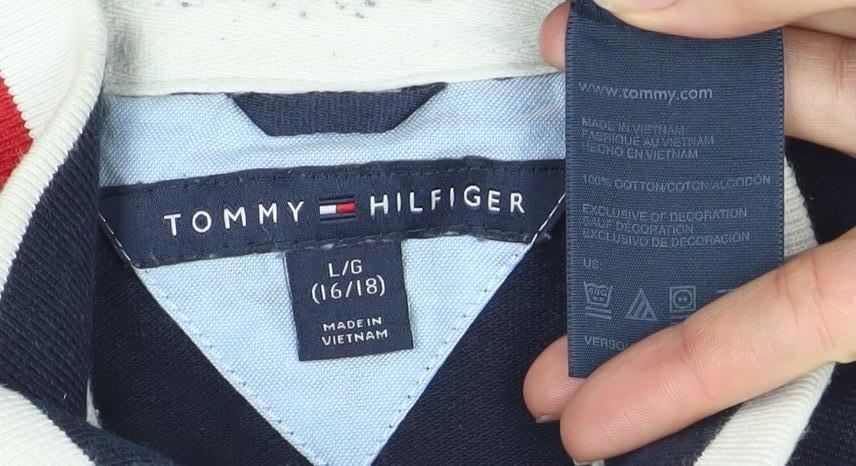 TOMMY HILFIGER
L/G
(16/18)
MADE IN
VIETNAM
www.tommy.com
MADE IN VIETNAM
FABRIQUÉ AU VIETNAM
HECHO EN VIETNAM
100% COTTON/COTON/ALGODÓN
EXCLUSIVE OF DECORATION
SAUF DÉCORATION
EXCLUSIVO DE DECORACIÓN
US: